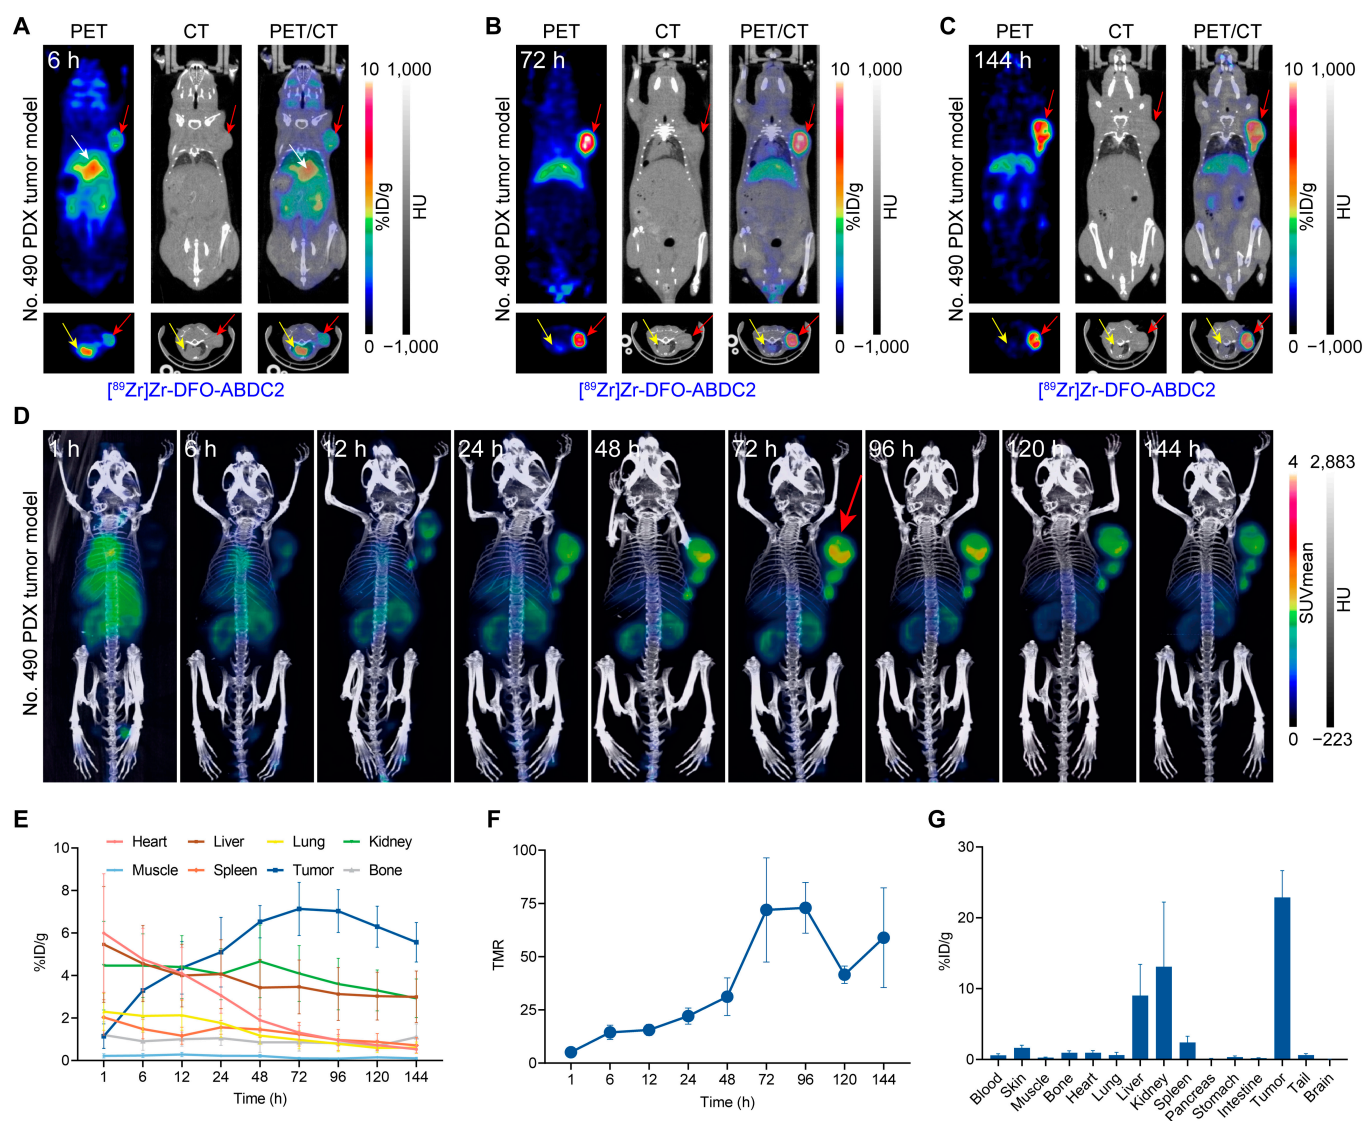 A
PET
CT
PET/CT
6 h
10
1,000
No. 490 PDX tumor model
%ID/g
HU
0
−1,000
[⁸⁹Zr]Zr-DFO-ABDC2
B
PET
CT
PET/CT
72 h
10
1,000
No. 490 PDX tumor model
%ID/g
HU
0
−1,000
[⁸⁹Zr]Zr-DFO-ABDC2
C
PET
CT
PET/CT
144 h
10
1,000
No. 490 PDX tumor model
%ID/g
HU
0
−1,000
[⁸⁹Zr]Zr-DFO-ABDC2
D
No. 490 PDX tumor model
1 h
6 h
12 h
24 h
48 h
72 h
96 h
120 h
144 h
4
2,883
SUVmean
HU
0
−223
E
Heart
Liver
Lung
Kidney
Muscle
Spleen
Tumor
Bone
%ID/g
10
8
6
4
2
0
1 6 12 24 48 72 96 120 144
Time (h)
F
TMR
100
75
50
25
0
1 6 12 24 48 72 96 120 144
Time (h)
G
%ID/g
30
20
10
0
Blood
Skin
Muscle
Bone
Heart
Lung
Liver
Kidney
Spleen
Pancreas
Stomach
Intestine
Tumor
Tail
Brain